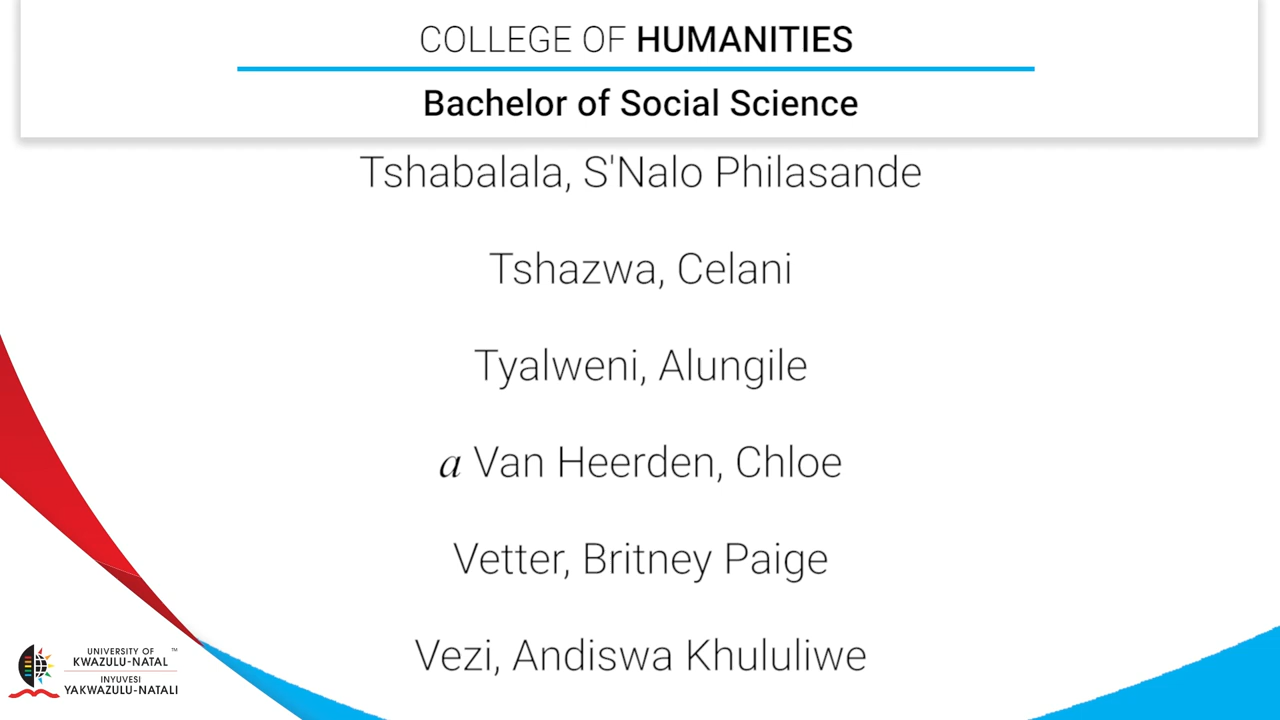 COLLEGE OF HUMANITIES
Bachelor of Social Science
Tshabalala, S'Nalo Philasande
Tshazwa, Celani
Tyalweni, Alungile
a Van Heerden, Chloe
Vetter, Britney Paige
Vezi, Andiswa Khululiwe
UNIVERSITY OF ™
KWAZULU-NATAL
INYUVESI
YAKWAZULU-NATALI